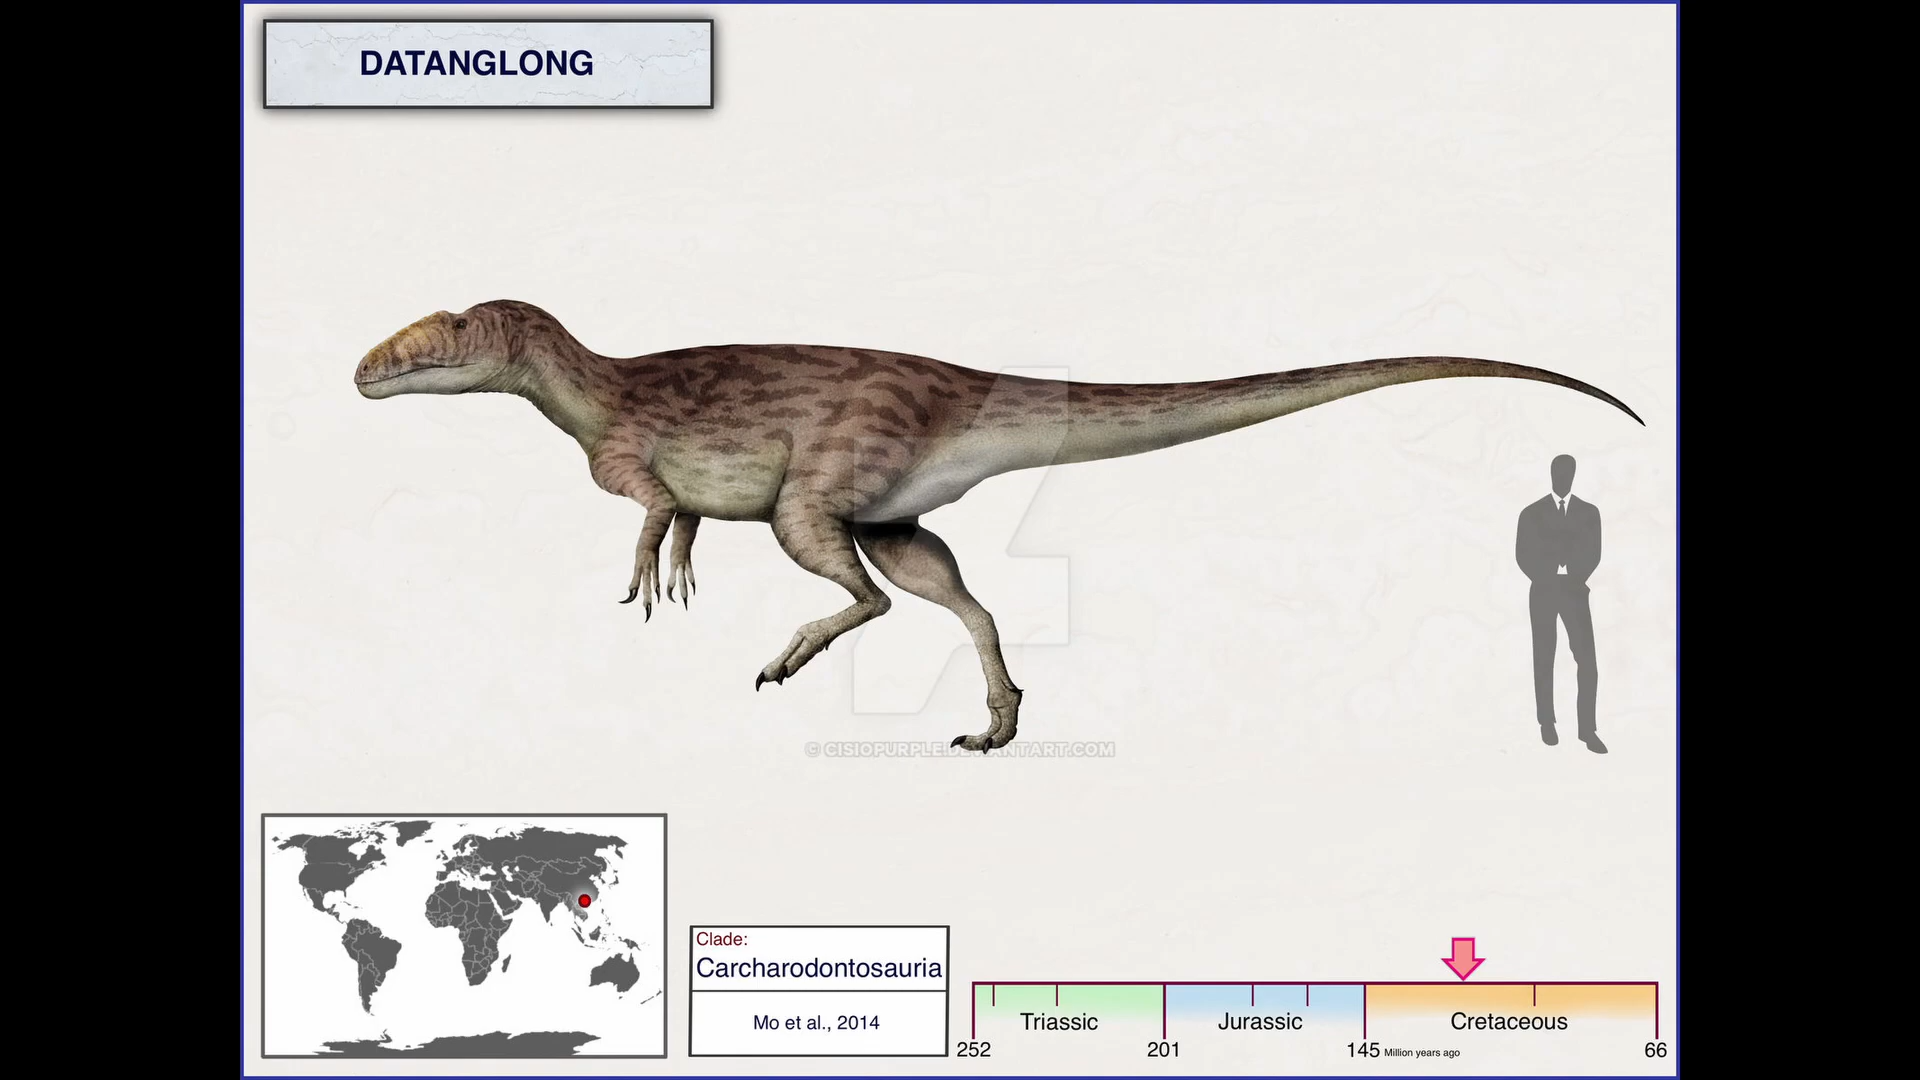 DATANGLONG
© CISIOPURPLE.DEVIANTART.COM
Clade:
Carcharodontosauria
Mo et al., 2014
Triassic
Jurassic
Cretaceous
252
201
145
Million years ago
66